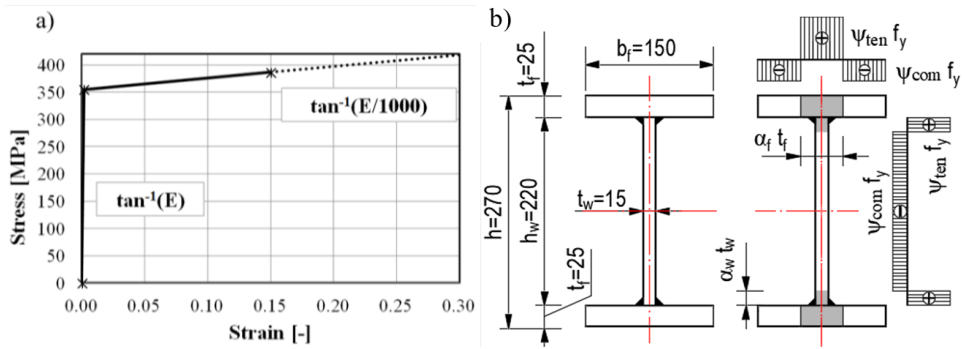 a)
400
350
300
250
200
150
100
50
0
Stress [MPa]
tan⁻¹(E/1000)
tan⁻¹(E)
0.00 0.05 0.10 0.15 0.20 0.25 0.30
Strain [-]
b)
b_f=150
t_f=25
h=270
h_w=220
t_w=15
t_f=25
ψ_ten f_y
ψ_com f_y
α_f t_f
α_w t_w
ψ_com f_y
ψ_ten f_y